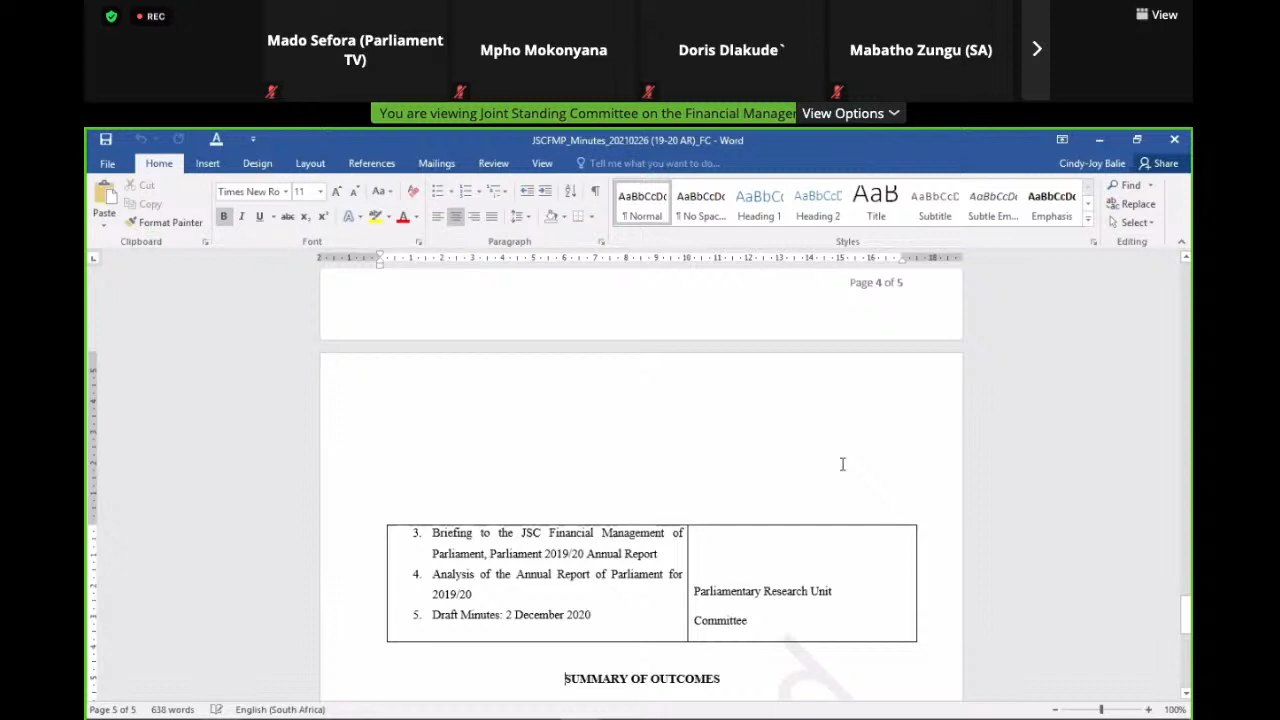 REC
View
Mado Sefora (Parliament
TV)
Mpho Mokonyana
Doris Dlakude`
Mabatho Zungu (SA)
You are viewing Joint Standing Committee on the Financial Manager
View Options
JSCFMP_Minutes_20210226 (19-20 AR)_FC - Word
File Home Insert Design Layout References Mailings Review View Tell me what you want to do... Cindy-Joy Balie Share
Cut
Copy
Format Painter
Paste
Clipboard
Times New Ro 11
Font
Paragraph
AaBbCcDc AaBbCcDc AaBbCc AaBbCcD AaB AaBbCcD AaBbCcDc AaBbCcDc
¶ Normal ¶ No Spac... Heading 1 Heading 2 Title Subtitle Subtle Em... Emphasis
Styles
Find
Replace
Select
Editing
Page 4 of 5
3. Briefing to the JSC Financial Management of
Parliament, Parliament 2019/20 Annual Report
4. Analysis of the Annual Report of Parliament for
2019/20
5. Draft Minutes: 2 December 2020
Parliamentary Research Unit
Committee
SUMMARY OF OUTCOMES
Page 5 of 5 638 words English (South Africa) 100%